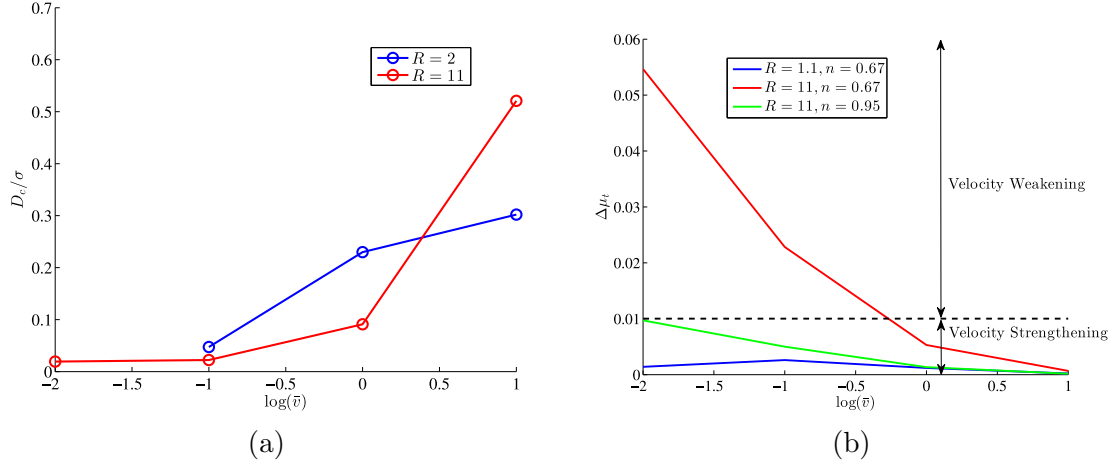 0.7
0.6
0.5
0.4
0.3
0.2
0.1
0
D_c/σ
R = 2
R = 11
−2
−1.5
−1
−0.5
0
0.5
1
log(v̄)
(a)
0.06
0.05
0.04
0.03
0.02
0.01
0
Δμ_t
R = 1.1, n = 0.67
R = 11, n = 0.67
R = 11, n = 0.95
Velocity Weakening
Velocity Strengthening
−2
−1.5
−1
−0.5
0
0.5
1
log(v̄)
(b)